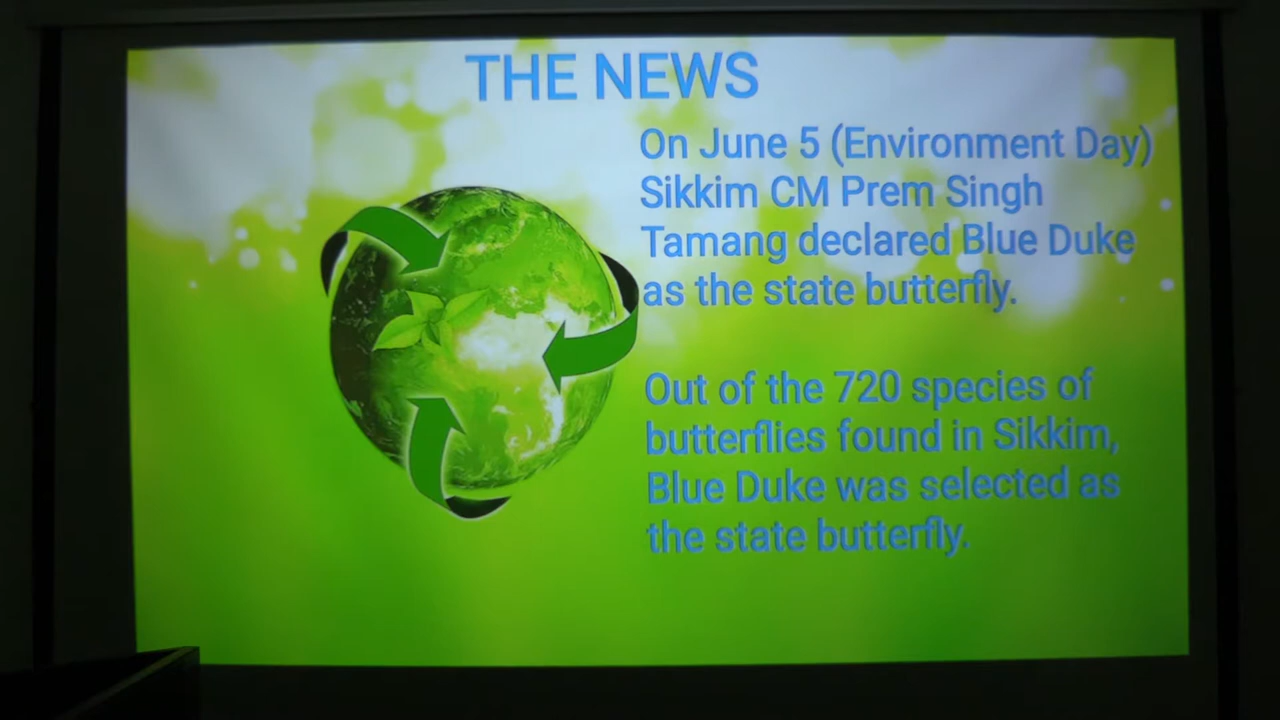 THE NEWS
On June 5 (Environment Day)
Sikkim CM Prem Singh
Tamang declared Blue Duke
as the state butterfly.
Out of the 720 species of
butterflies found in Sikkim,
Blue Duke was selected as
the state butterfly.